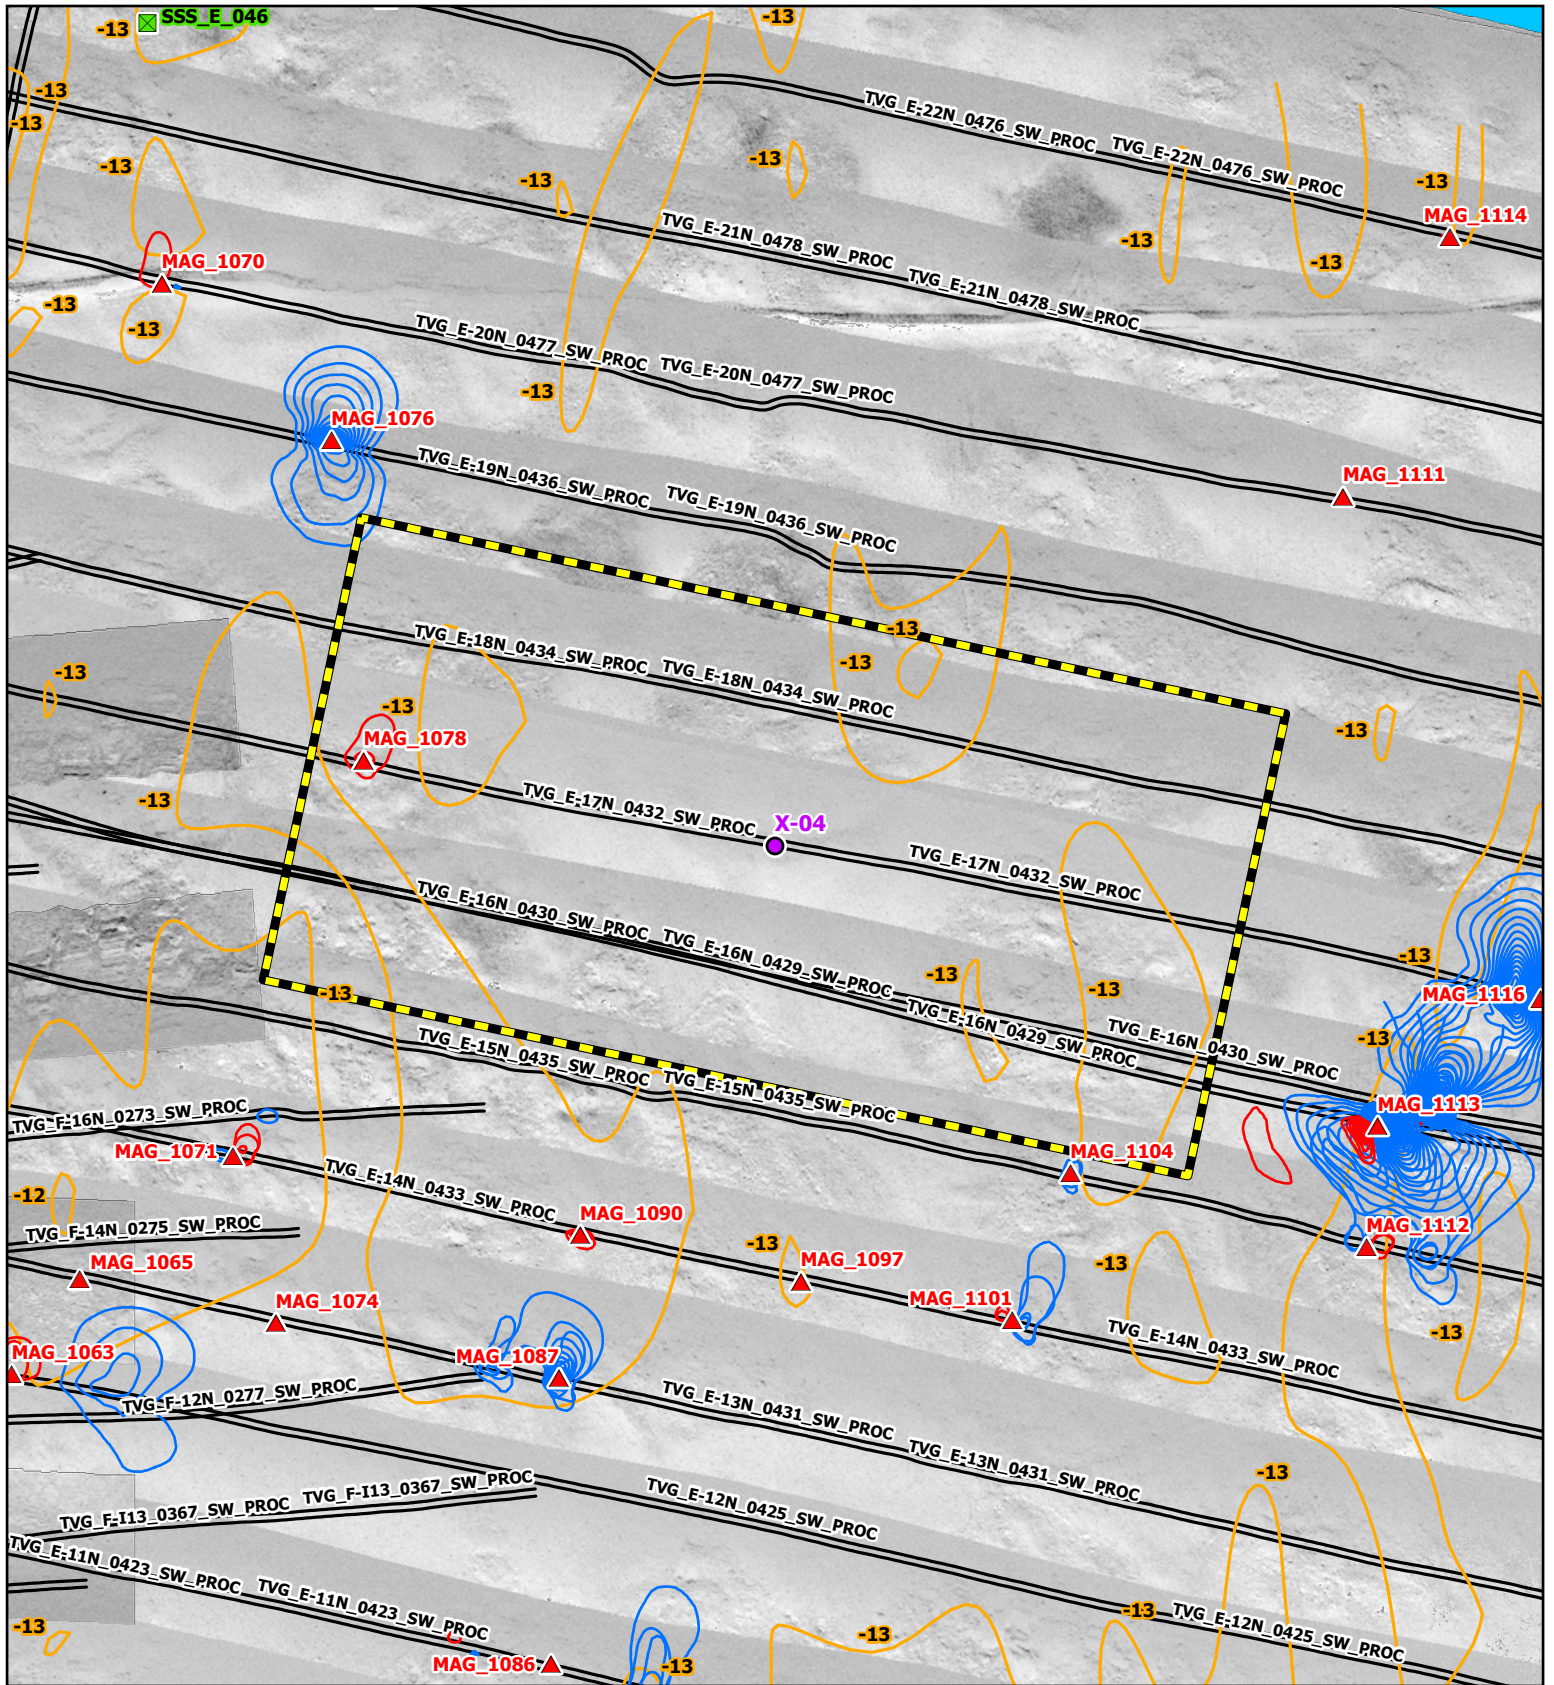 -13
SSS_E_046
-13
-13
TVG_E-22N_0476_SW_PROC
-13
TVG_E-22N_0476_SW_PROC
-13
-13
-13
-13
MAG_1114
TVG_E-21N_0478_SW_PROC
-13
MAG_1070
-13
TVG_E-21N_0478_SW_PROC
-13
-13
TVG_E-20N_0477_SW_PROC
TVG_E-20N_0477_SW_PROC
-13
MAG_1076
TVG_E-19N_0436_SW_PROC
MAG_1111
TVG_E-19N_0436_SW_PROC
-13
TVG_E-18N_0434_SW_PROC
-13
-13
TVG_E-18N_0434_SW_PROC
-13
-13
MAG_1078
-13
TVG_E-17N_0432_SW_PROC
X-04
TVG_E-17N_0432_SW_PROC
TVG_E-16N_0430_SW_PROC
TVG_E-16N_0429_SW_PROC
-13
-13
-13
-13
MAG_1116
TVG_E-16N_0429_SW_PROC
TVG_E-16N_0430_SW_PROC
-13
TVG_E-15N_0435_SW_PROC
TVG_E-15N_0435_SW_PROC
MAG_1113
TVG_F-16N_0273_SW_PROC
MAG_1071
MAG_1104
TVG_E-14N_0433_SW_PROC
-12
MAG_1090
TVG_F-14N_0275_SW_PROC
MAG_1112
-13
MAG_1065
MAG_1097
-13
MAG_1074
MAG_1101
-13
TVG_E-14N_0433_SW_PROC
MAG_1063
MAG_1087
TVG_F-12N_0277_SW_PROC
TVG_E-13N_0431_SW_PROC
TVG_E-13N_0431_SW_PROC
-13
TVG_F-I13_0367_SW_PROC
TVG_F-I13_0367_SW_PROC
TVG_E-12N_0425_SW_PROC
TVG_E-11N_0423_SW_PROC
TVG_E-11N_0423_SW_PROC
-13
-13
-13
TVG_E-12N_0425_SW_PROC
MAG_1086
-13